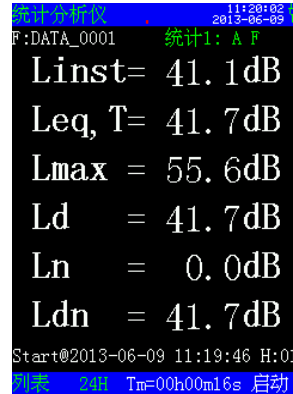 统计分析仪 11:20:02
2013-06-09
F:DATA_0001 统计1: A F
Linst= 41.1dB
Leq,T= 41.7dB
Lmax = 55.6dB
Ld = 41.7dB
Ln = 0.0dB
Ldn = 41.7dB
Start@2013-06-09 11:19:46 H:01
列表 24H Tm=00h00m16s 启动